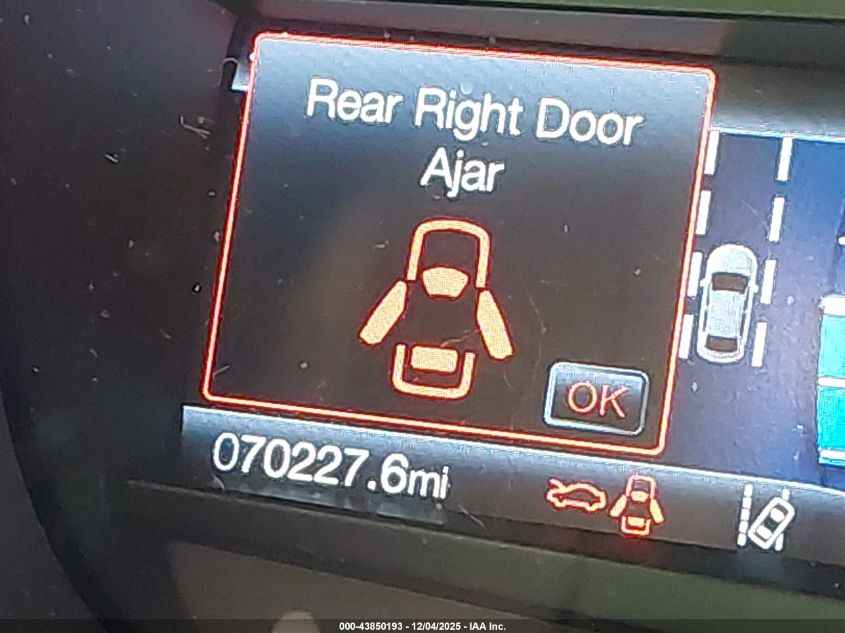 Rear Right Door
Ajar
OK
070227.6mi
000-43850193 - 12/04/2025 - IAA Inc.